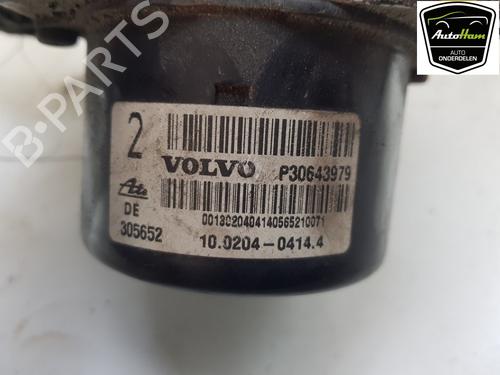 AutoHam
AUTO
ONDERDELEN
B-PARTS
2
VOLVO P30643979
Ate
0013020404140565210071
DE
305652
10.0204-0414.4